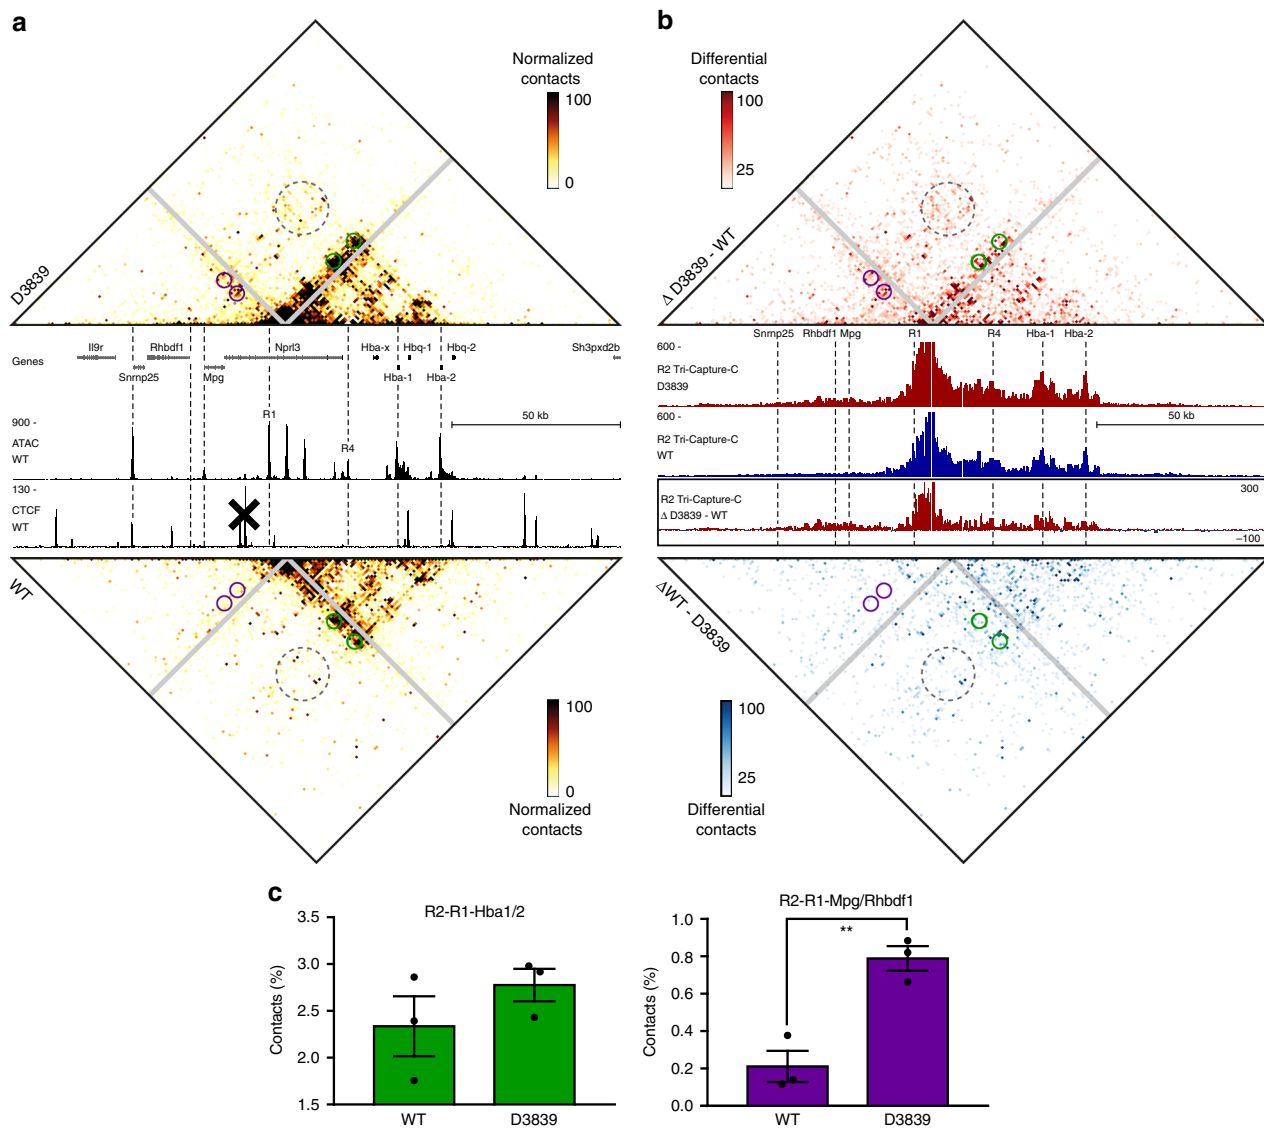 a
Normalized
contacts
100
0
D3839
Genes
Il9r
Rhbdf1
Nprl3
Hba-x
Hbq-1
Hbq-2
Sh3pxd2b
Snrnp25
Mpg
Hba-1
Hba-2
900 -
ATAC
WT
R1
R4
50 kb
130 -
CTCF
WT
WT
100
0
Normalized
contacts
b
Differential
contacts
100
25
Δ D3839 - WT
Snrnp25
Rhbdf1
Mpg
R1
R4
Hba-1
Hba-2
600 -
R2 Tri-Capture-C
D3839
600 -
50 kb
R2 Tri-Capture-C
WT
R2 Tri-Capture-C
Δ D3839 - WT
300
–100
ΔWT - D3839
100
25
Differential
contacts
c
R2-R1-Hba1/2
Contacts (%)
3.5
3.0
2.5
2.0
1.5
WT
D3839
R2-R1-Mpg/Rhbdf1
Contacts (%)
1.0
0.8
0.6
0.4
0.2
0.0
**
WT
D3839